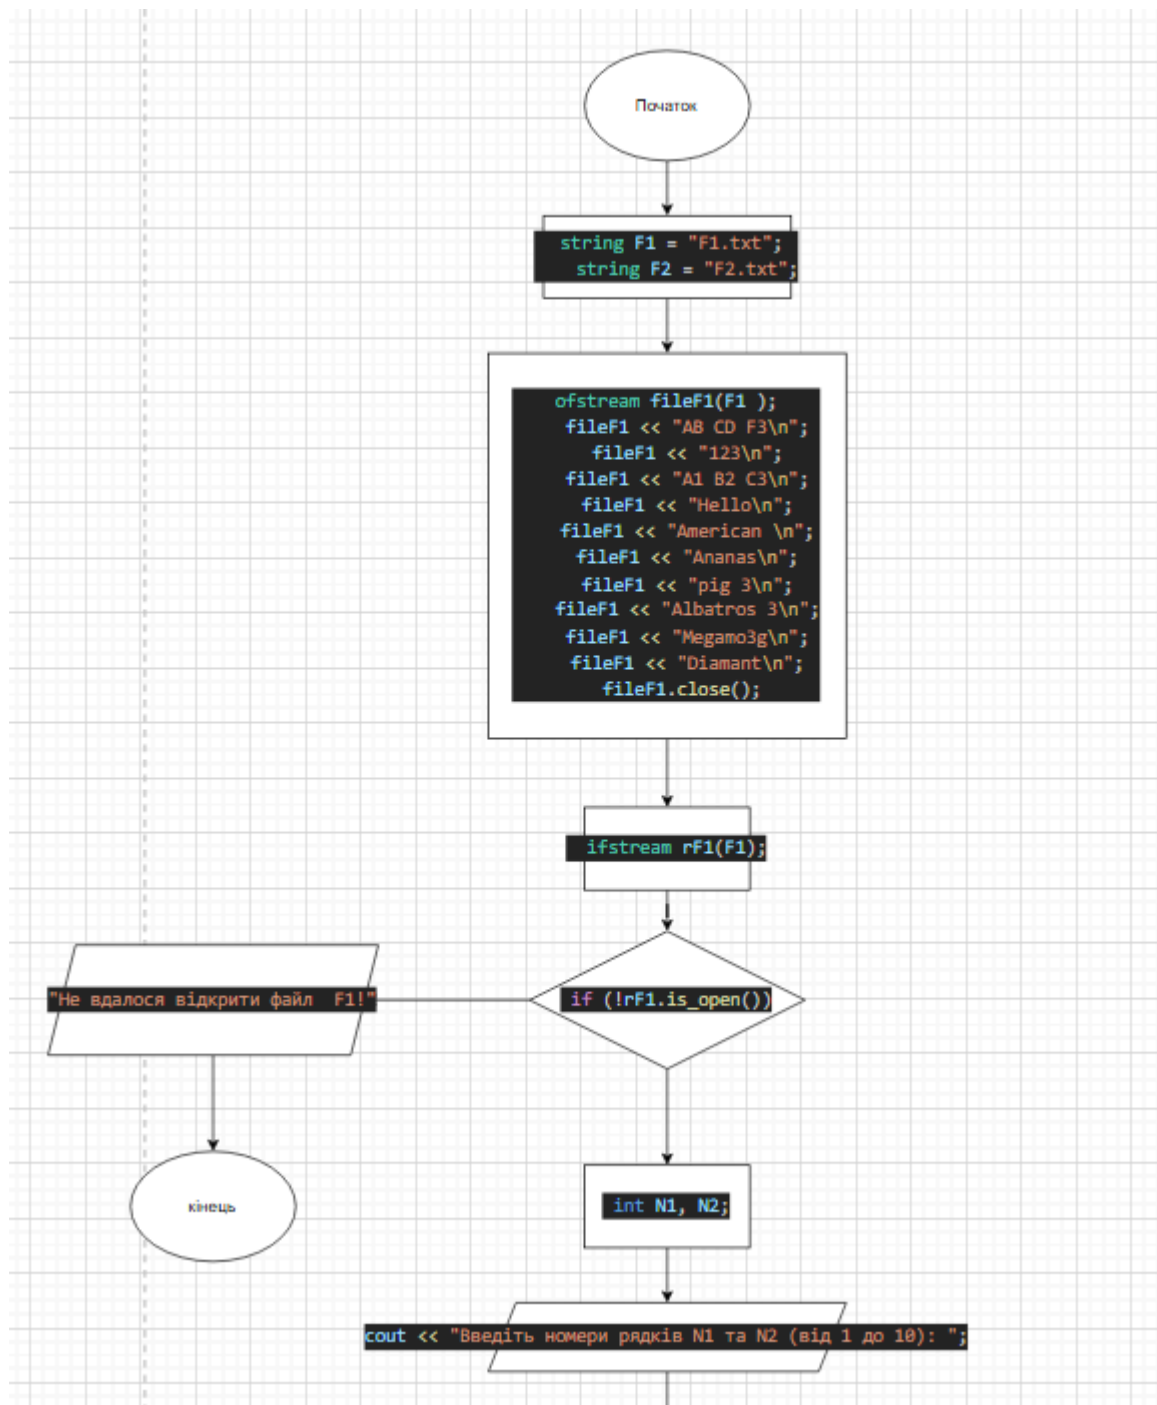 Початок
string F1 = "F1.txt";
string F2 = "F2.txt";
ofstream fileF1(F1 );
fileF1 << "AB CD F3\n";
fileF1 << "123\n";
fileF1 << "A1 B2 C3\n";
fileF1 << "Hello\n";
fileF1 << "American \n";
fileF1 << "Ananas\n";
fileF1 << "pig 3\n";
fileF1 << "Albatros 3\n";
fileF1 << "Megamo3g\n";
fileF1 << "Diamant\n";
fileF1.close();
ifstream rF1(F1);
if (!rF1.is_open())
"Не вдалося відкрити файл  F1!"
кінець
int N1, N2;
cout << "Введіть номери рядків N1 та N2 (від 1 до 10): ";